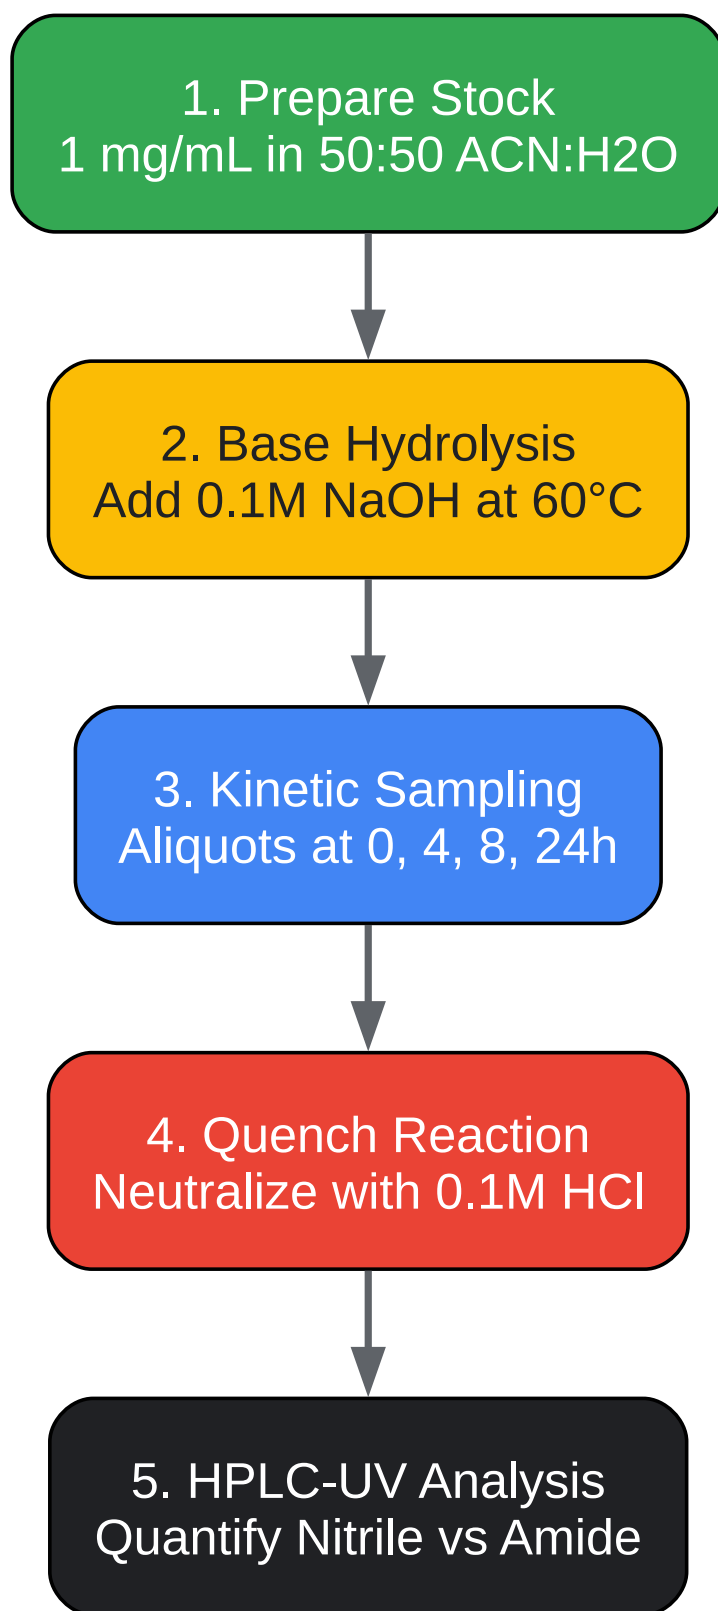 1. Prepare Stock
1 mg/mL in 50:50 ACN:H2O
2. Base Hydrolysis
Add 0.1M NaOH at 60°C
3. Kinetic Sampling
Aliquots at 0, 4, 8, 24h
4. Quench Reaction
Neutralize with 0.1M HCl
5. HPLC-UV Analysis
Quantify Nitrile vs Amide